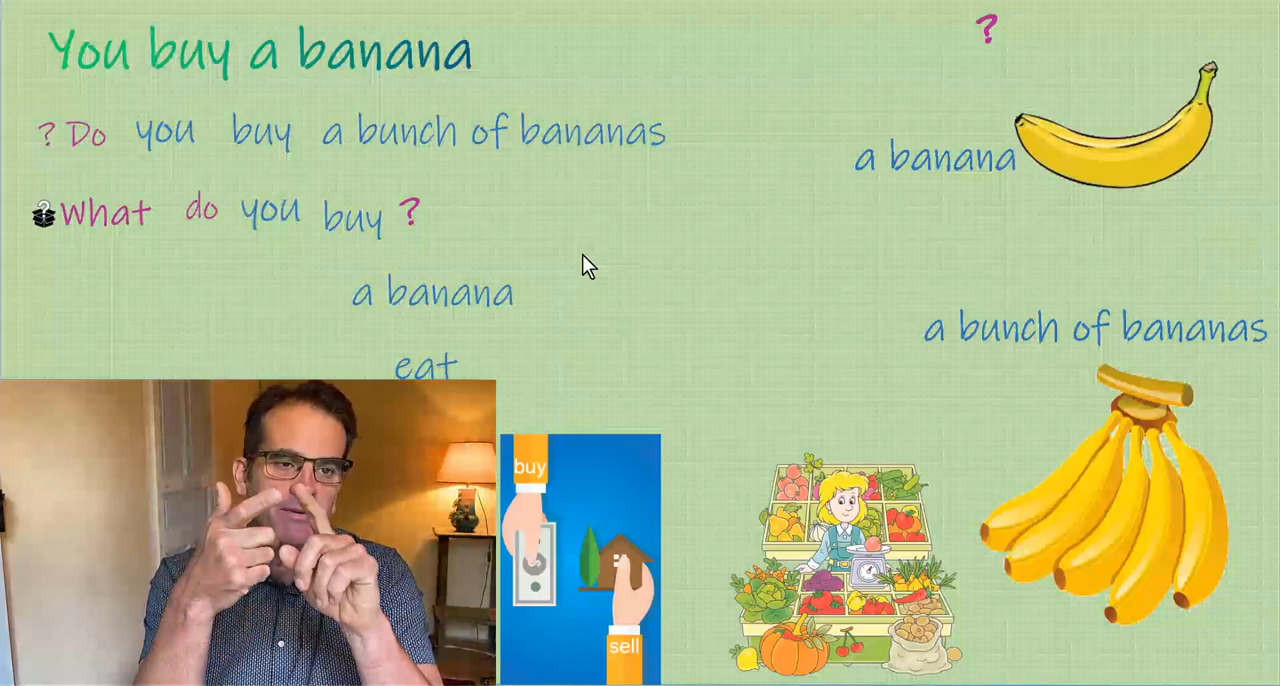 You buy a banana
?
? Do you buy a bunch of bananas
a banana
? What do you buy ?
a banana
a bunch of bananas
eat
buy
sell